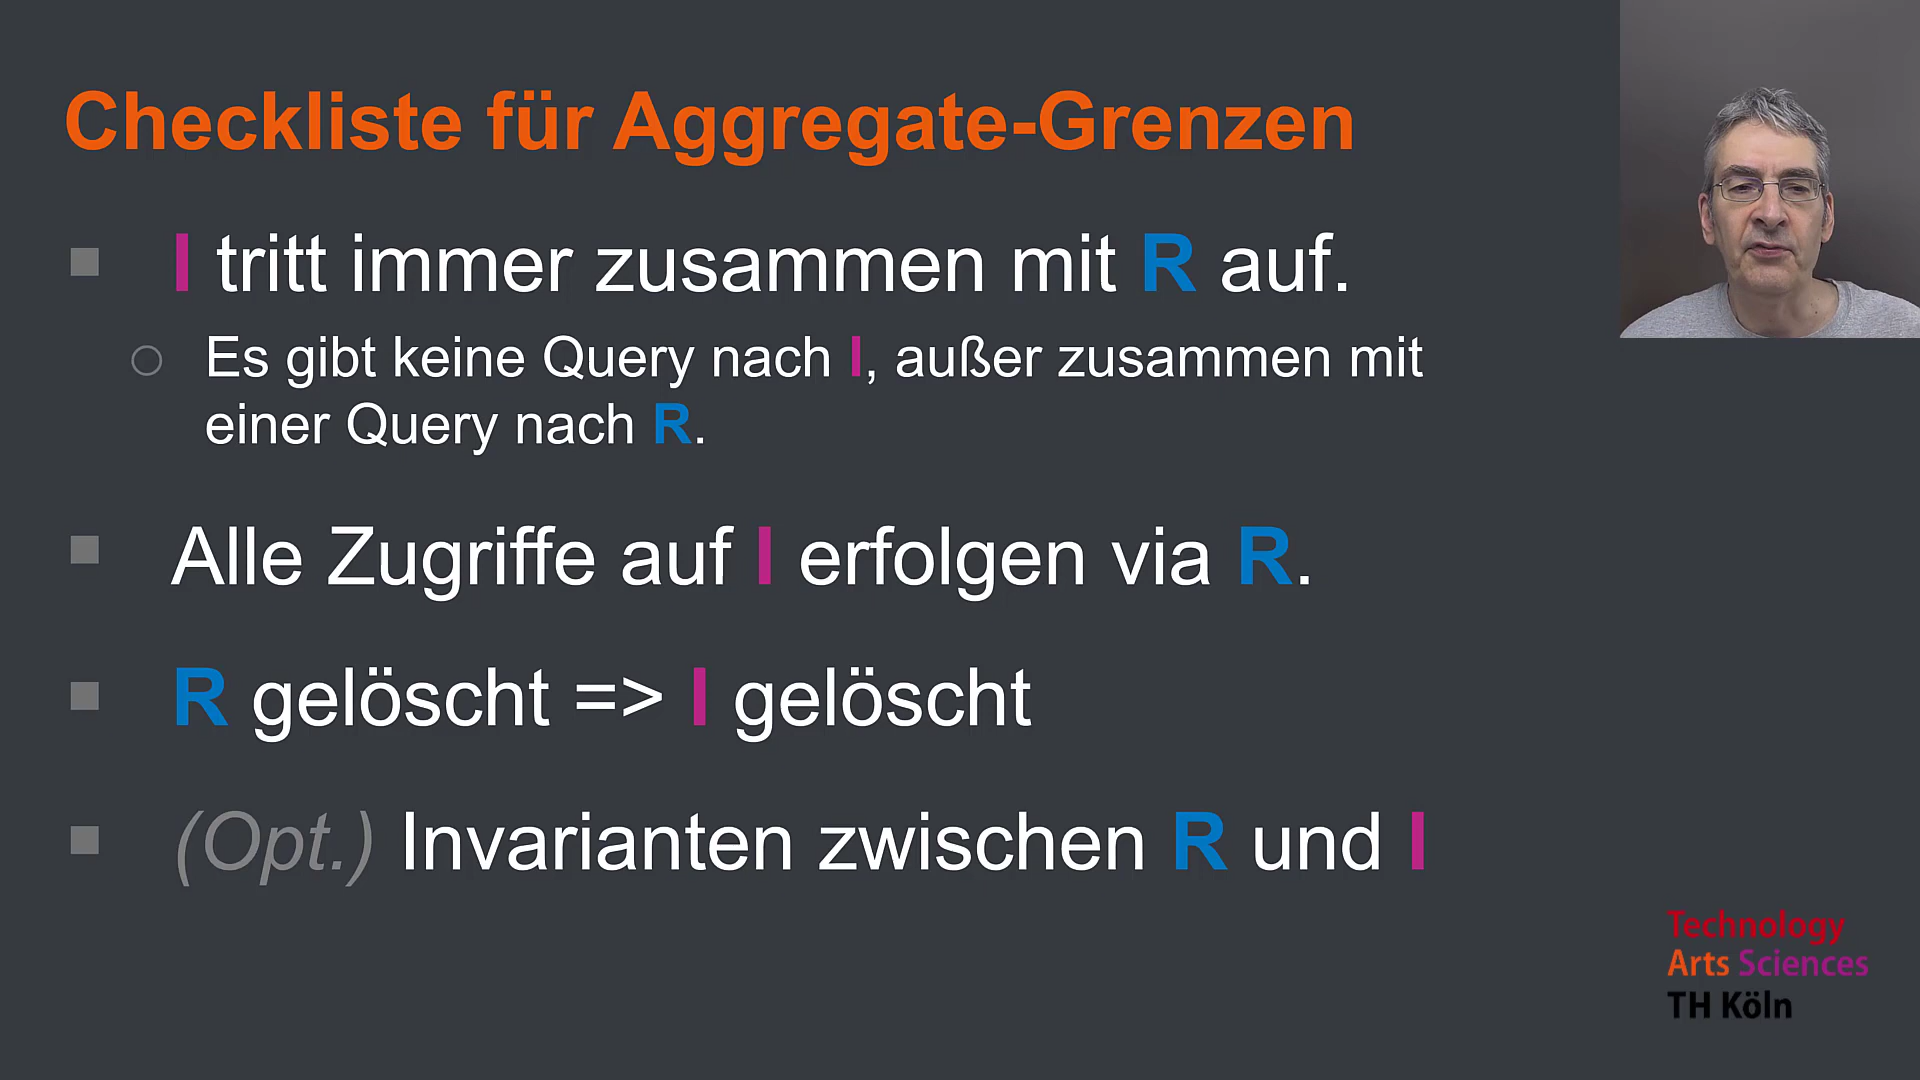 Checkliste für Aggregate-Grenzen
I tritt immer zusammen mit R auf.
Es gibt keine Query nach I, außer zusammen mit
einer Query nach R.
Alle Zugriffe auf I erfolgen via R.
R gelöscht => I gelöscht
(Opt.) Invarianten zwischen R und I
Technology
Arts Sciences
TH Köln